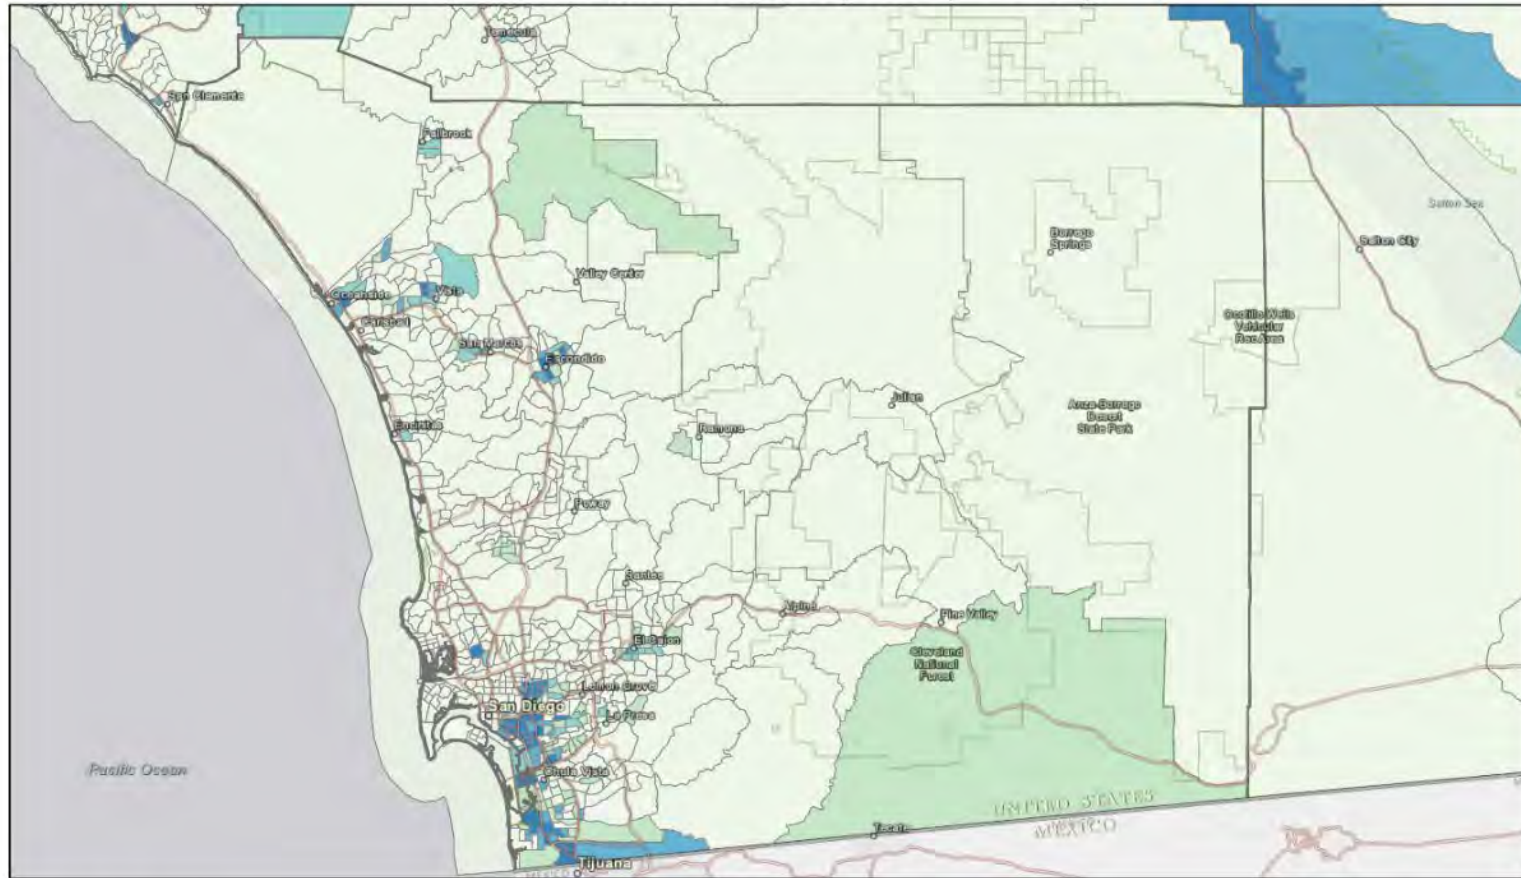 Temecula
San Clemente
Fallbrook
Salton Sea
Borrego
Springs
Salton City
Valley Center
Oceanside
Vista
Carlsbad
Ocotillo Wells
Vehicular
Rec Area
San Marcos
Escondido
Julian
Anza-Borrego
Desert
State Park
Encinitas
Ramona
Poway
Santee
Alpine
Pine Valley
El Cajon
Cleveland
National
Forest
Lemon Grove
San Diego
La Presa
Pacific Ocean
Chula Vista
UNITED STATES
MÉXICO
Tecate
Tijuana